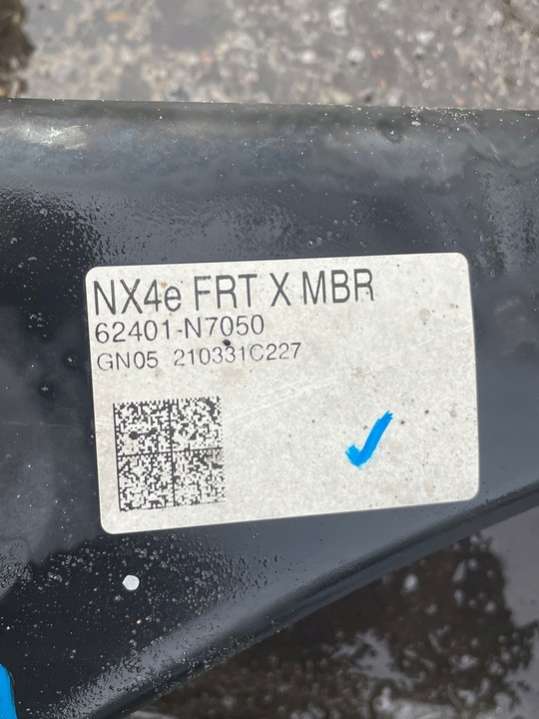 NX4e FRT X MBR
62401-N7050
GN05 210331C227